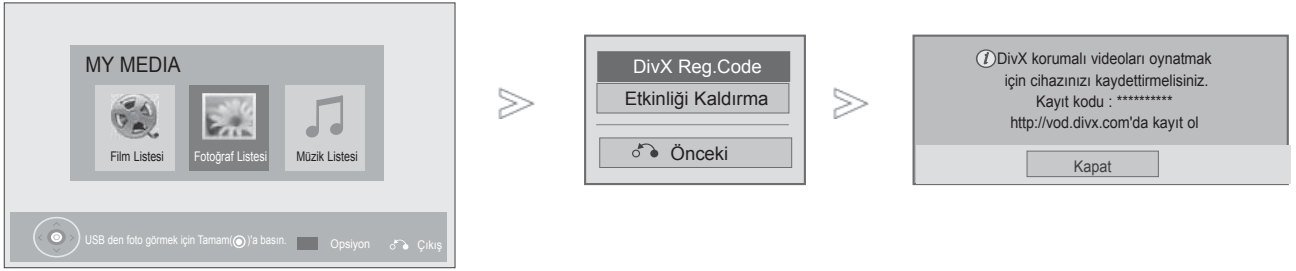 MY MEDIA
Film Listesi
Fotoğraf Listesi
Müzik Listesi
USB den foto görmek için Tamam(◉)'a basın.
Opsiyon
Çıkış
DivX Reg.Code
Etkinliği Kaldırma
Önceki
DivX korumalı videoları oynatmak
için cihazınızı kaydettirmelisiniz.
Kayıt kodu : **********
http://vod.divx.com'da kayıt ol
Kapat